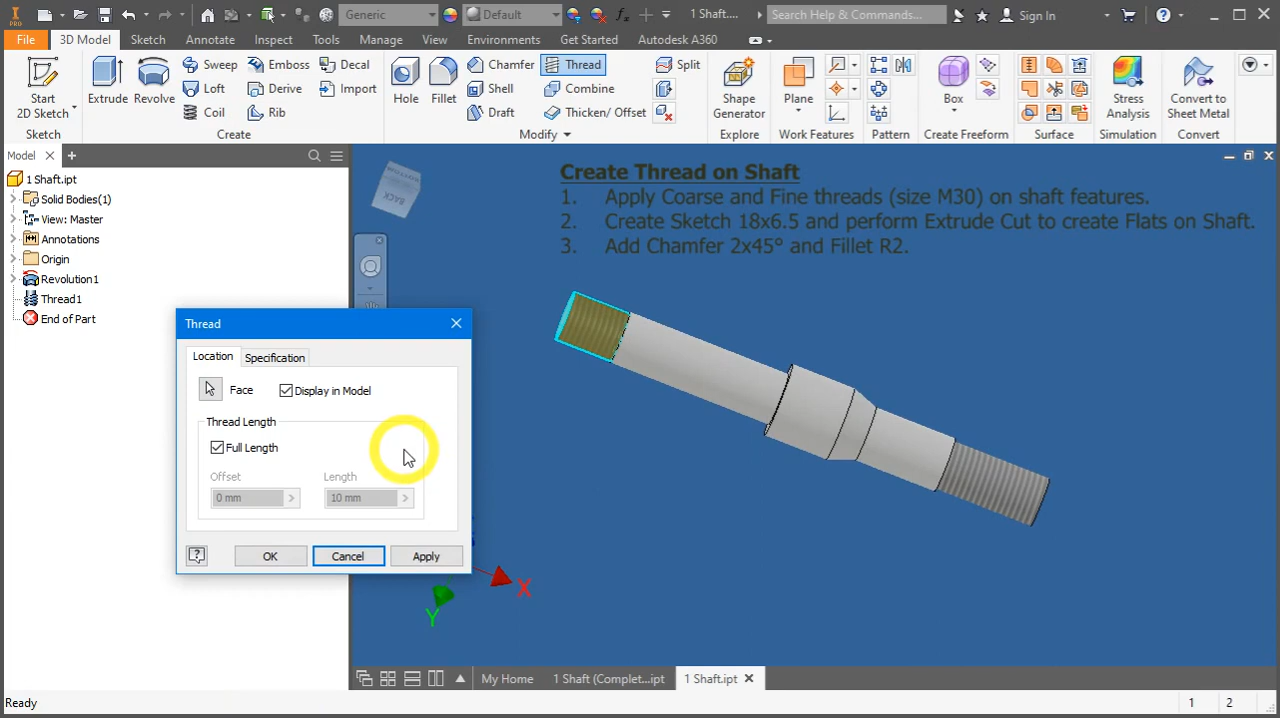 I PRO Generic Default fx 1 Shaft.... Search Help & Commands... Sign In ?
File 3D Model Sketch Annotate Inspect Tools Manage View Environments Get Started Autodesk A360
Start 2D Sketch
Extrude
Revolve
Sweep
Loft
Coil
Emboss
Derive
Rib
Decal
Import
Hole
Fillet
Chamfer
Shell
Draft
Thread
Combine
Thicken/ Offset
Split
Shape Generator
Plane
Box
Stress Analysis
Convert to Sheet Metal
Sketch Create Modify Explore Work Features Pattern Create Freeform Surface Simulation Convert
Model
1 Shaft.ipt
Solid Bodies(1)
View: Master
Annotations
Origin
Revolution1
Thread1
End of Part
BOTTOM
BACK
Create Thread on Shaft
1. Apply Coarse and Fine threads (size M30) on shaft features.
2. Create Sketch 18x6.5 and perform Extrude Cut to create Flats on Shaft.
3. Add Chamfer 2x45° and Fillet R2.
Thread
Location Specification
Face Display in Model
Thread Length
Full Length
Offset Length
0 mm 10 mm
? OK Cancel Apply
X
Y
My Home 1 Shaft (Complet...ipt 1 Shaft.ipt
Ready 1 2